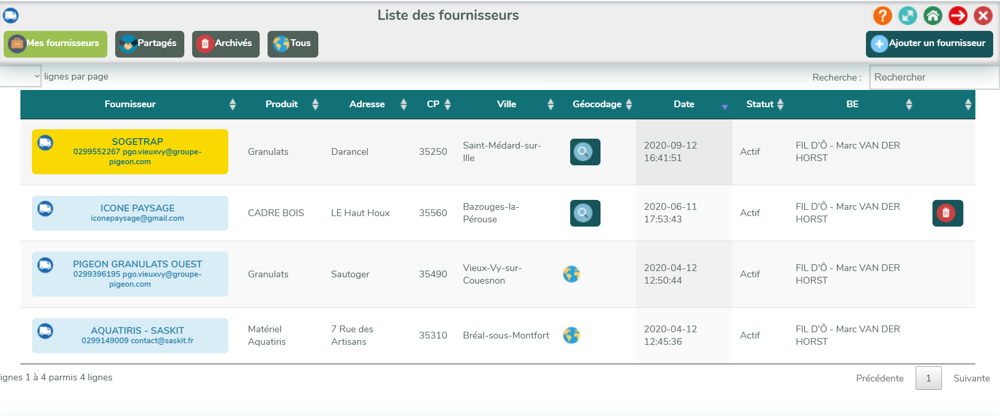 Liste des fournisseurs
Mes fournisseurs
Partagés
Archivés
Tous
Ajouter un fournisseur
lignes par page
Recherche :
Rechercher
Fournisseur
Produit
Adresse
CP
Ville
Géocodage
Date
Statut
BE
SOGETRAP
0299552267 pgo.vieuxvy@groupe-
pigeon.com
Granulats
Darancel
35250
Saint-Médard-sur-
Ille
2020-09-12
16:41:51
Actif
FIL D'Ô - Marc VAN DER
HORST
ICONE PAYSAGE
iconepaysage@gmail.com
CADRE BOIS
LE Haut Houx
35560
Bazouges-la-
Pérouse
2020-06-11
17:53:43
Actif
FIL D'Ô - Marc VAN DER
HORST
PIGEON GRANULATS OUEST
0299396195 pgo.vieuxvy@groupe-
pigeon.com
Granulats
Sautoger
35490
Vieux-Vy-sur-
Couesnon
2020-04-12
12:50:44
Actif
FIL D'Ô - Marc VAN DER
HORST
AQUATIRIS - SASKIT
0299149009 contact@saskit.fr
Matériel
Aquatiris
7 Rue des
Artisans
35310
Bréal-sous-Montfort
2020-04-12
12:45:36
Actif
FIL D'Ô - Marc VAN DER
HORST
ignes 1 à 4 parmis 4 lignes
Précédente
1
Suivante